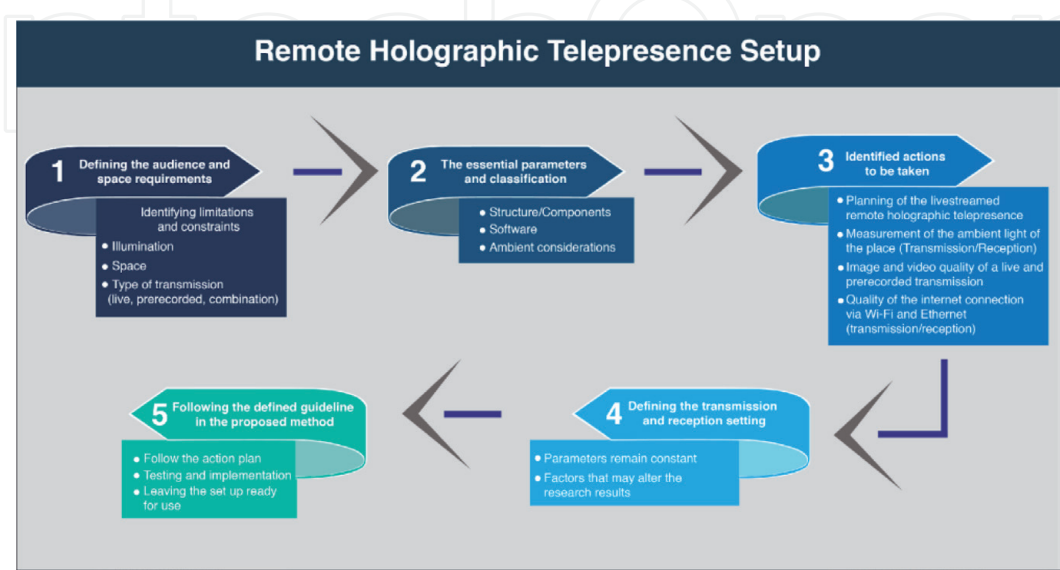 Remote Holographic Telepresence Setup
1 Defining the audience and
space requirements
Identifying limitations
and constraints
● Illumination
● Space
● Type of transmission
(live, prerecorded, combination)
2 The essential parameters
and classification
● Structure/Components
● Software
● Ambient considerations
3 Identified actions
to be taken
● Planning of the livestreamed
remote holographic telepresence
● Measurement of the ambient light of
the place (Transmission/Reception)
● Image and video quality of a live and
prerecorded transmission
● Quality of the internet connection
via Wi-Fi and Ethernet
(transmission/reception)
4 Defining the transmission
and reception setting
● Parameters remain constant
● Factors that may alter the
research results
5 Following the defined guideline
in the proposed method
● Follow the action plan
● Testing and implementation
● Leaving the set up ready
for use